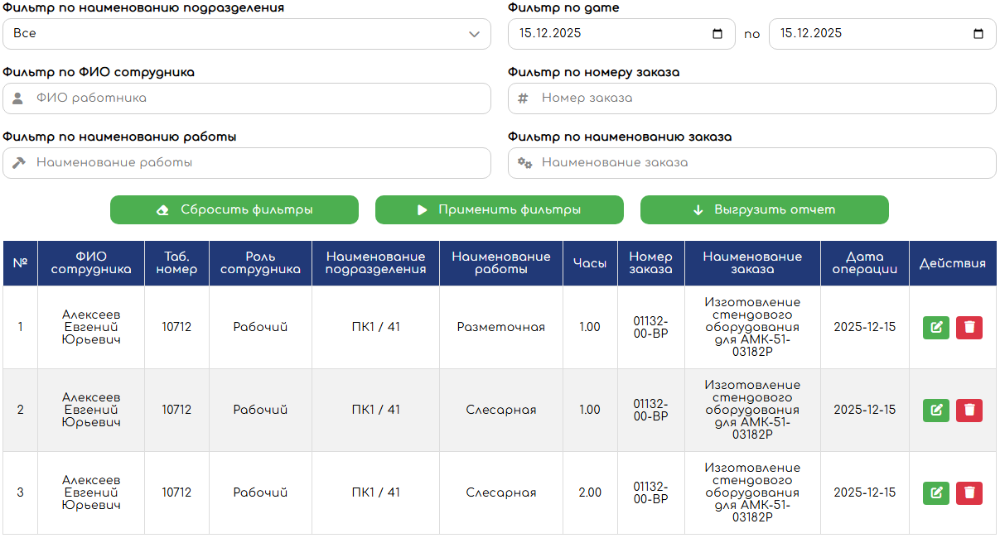 Фильтр по наименованию подразделения
Все
Фильтр по дате
15.12.2025 по 15.12.2025
Фильтр по ФИО сотрудника
ФИО работника
Фильтр по номеру заказа
# Номер заказа
Фильтр по наименованию работы
Наименование работы
Фильтр по наименованию заказа
Наименование заказа
Сбросить фильтры
Применить фильтры
Выгрузить отчет
№
ФИО
сотрудника
Таб.
номер
Роль
сотрудника
Наименование
подразделения
Наименование
работы
Часы
Номер
заказа
Наименование
заказа
Дата
операции
Действия
1
Алексеев
Евгений
Юрьевич
10712
Рабочий
ПК1 / 41
Разметочная
1.00
01132-
00-ВР
Изготовление
стендового
оборудования
для АМК-51-
03182Р
2025-12-15
2
Алексеев
Евгений
Юрьевич
10712
Рабочий
ПК1 / 41
Слесарная
1.00
01132-
00-ВР
Изготовление
стендового
оборудования
для АМК-51-
03182Р
2025-12-15
3
Алексеев
Евгений
Юрьевич
10712
Рабочий
ПК1 / 41
Слесарная
2.00
01132-
00-ВР
Изготовление
стендового
оборудования
для АМК-51-
03182Р
2025-12-15